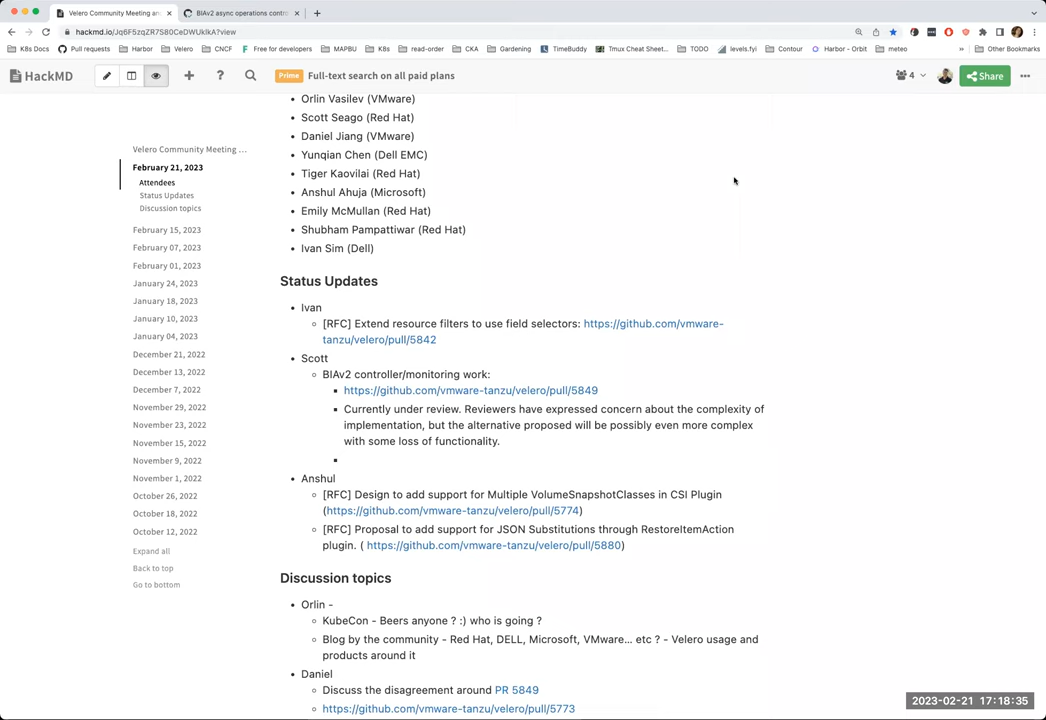 Velero Community Meeting an
BIAv2 async operations contro
hackmd.io/Jq6F5zqZR7S80CeDWUkIkA?view
K8s Docs
Pull requests
Harbor
Velero
CNCF
Free for developers
MAPBU
K8s
read-order
CKA
Gardening
TimeBuddy
Tmux Cheat Sheet...
TODO
levels.fyi
Contour
Harbor - Orbit
meteo
»
Other Bookmarks
HackMD
Prime
Full-text search on all paid plans
4
Share
Velero Community Meeting ...
February 21, 2023
Attendees
Status Updates
Discussion topics
February 15, 2023
February 07, 2023
February 01, 2023
January 24, 2023
January 18, 2023
January 10, 2023
January 04, 2023
December 21, 2022
December 13, 2022
December 7, 2022
November 29, 2022
November 23, 2022
November 15, 2022
November 9, 2022
November 1, 2022
October 26, 2022
October 18, 2022
October 12, 2022
Expand all
Back to top
Go to bottom
Orlin Vasilev (VMware)
Scott Seago (Red Hat)
Daniel Jiang (VMware)
Yunqian Chen (Dell EMC)
Tiger Kaovilai (Red Hat)
Anshul Ahuja (Microsoft)
Emily McMullan (Red Hat)
Shubham Pampattiwar (Red Hat)
Ivan Sim (Dell)
Status Updates
Ivan
[RFC] Extend resource filters to use field selectors: https://github.com/vmware-
tanzu/velero/pull/5842
Scott
BIAv2 controller/monitoring work:
https://github.com/vmware-tanzu/velero/pull/5849
Currently under review. Reviewers have expressed concern about the complexity of
implementation, but the alternative proposed will be possibly even more complex
with some loss of functionality.
Anshul
[RFC] Design to add support for Multiple VolumeSnapshotClasses in CSI Plugin
(https://github.com/vmware-tanzu/velero/pull/5774)
[RFC] Proposal to add support for JSON Substitutions through RestoreItemAction
plugin. ( https://github.com/vmware-tanzu/velero/pull/5880)
Discussion topics
Orlin -
KubeCon - Beers anyone ? :) who is going ?
Blog by the community - Red Hat, DELL, Microsoft, VMware... etc ? - Velero usage and
products around it
Daniel
Discuss the disagreement around PR 5849
https://github.com/vmware-tanzu/velero/pull/5773
2023-02-21 17:18:35